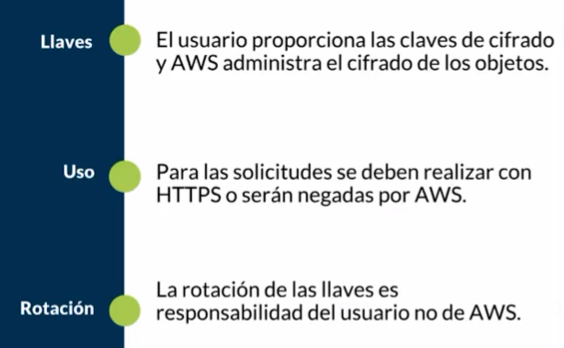 Llaves
El usuario proporciona las claves de cifrado
y AWS administra el cifrado de los objetos.
Uso
Para las solicitudes se deben realizar con
HTTPS o serán negadas por AWS.
Rotación
La rotación de las llaves es
responsabilidad del usuario no de AWS.